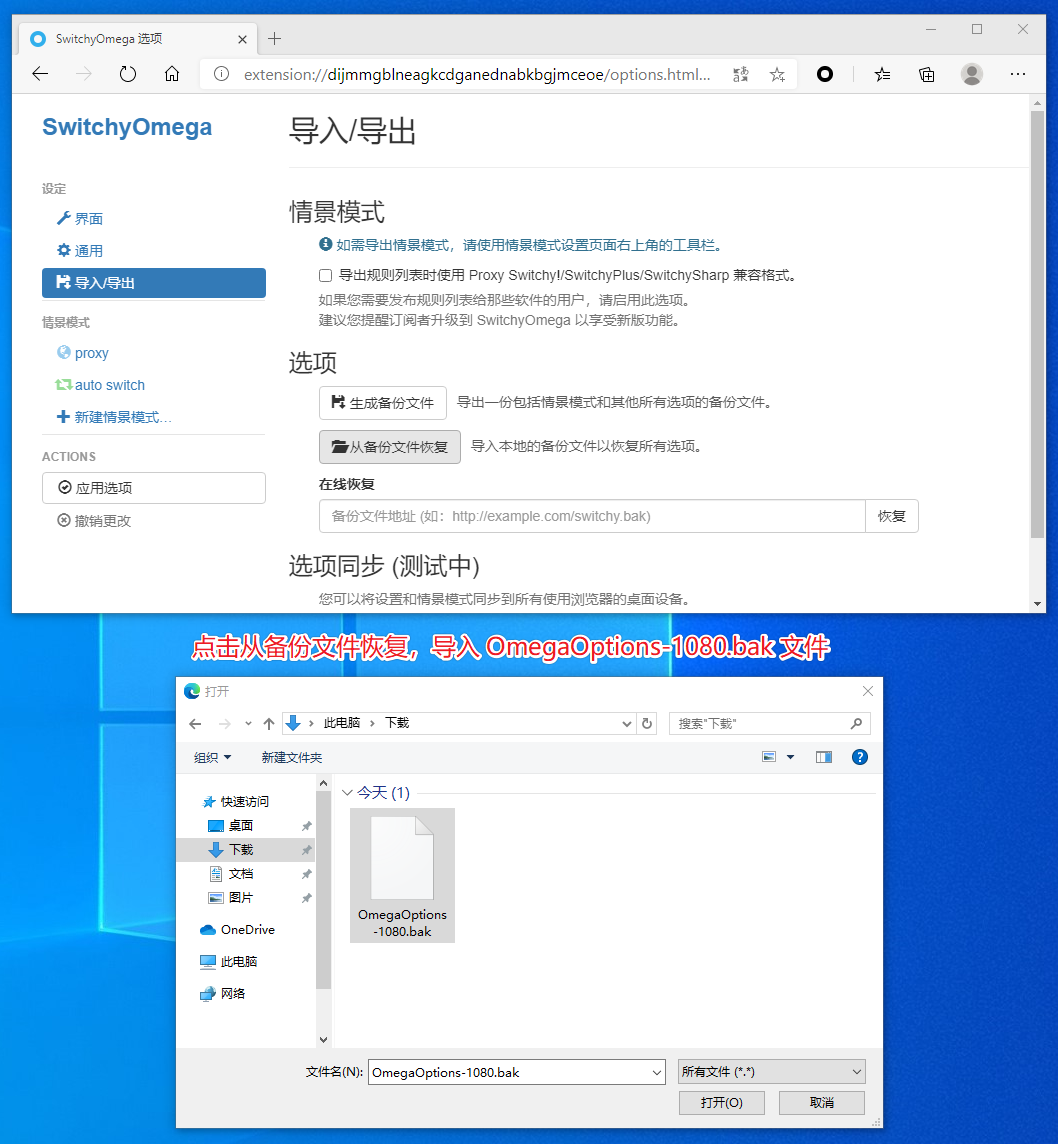 SwitchyOmega 选项
extension://dijmmgblneagkcdganednabkbgjmceoe/options.html...
SwitchyOmega
导入/导出
设定
界面
通用
导入/导出
情景模式
proxy
auto switch
新建情景模式…
ACTIONS
应用选项
撤销更改
情景模式
如需导出情景模式，请使用情景模式设置页面右上角的工具栏。
导出规则列表时使用 Proxy Switchy!/SwitchyPlus/SwitchySharp 兼容格式。
如果您需要发布规则列表给那些软件的用户，请启用此选项。
建议您提醒订阅者升级到 SwitchyOmega 以享受新版功能。
选项
生成备份文件 导出一份包括情景模式和其他所有选项的备份文件。
从备份文件恢复 导入本地的备份文件以恢复所有选项。
在线恢复
备份文件地址 (如：http://example.com/switchy.bak) 恢复
选项同步 (测试中)
您可以将设置和情景模式同步到所有使用浏览器的桌面设备。
点击从备份文件恢复，导入 OmegaOptions-1080.bak 文件
打开
此电脑 › 下载
搜索"下载"
组织
新建文件夹
快速访问
桌面
下载
文档
图片
OneDrive
此电脑
网络
今天 (1)
OmegaOptions
-1080.bak
文件名(N): OmegaOptions-1080.bak
所有文件 (*.*)
打开(O) 取消